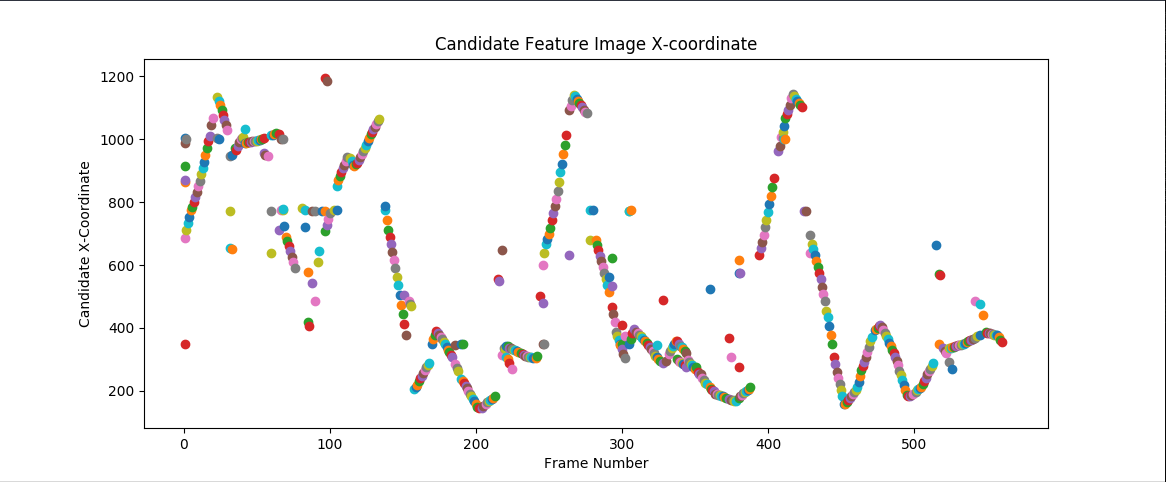 Candidate Feature Image X-coordinate
1200
1000
800
600
400
200
Candidate X-Coordinate
0 100 200 300 400 500
Frame Number